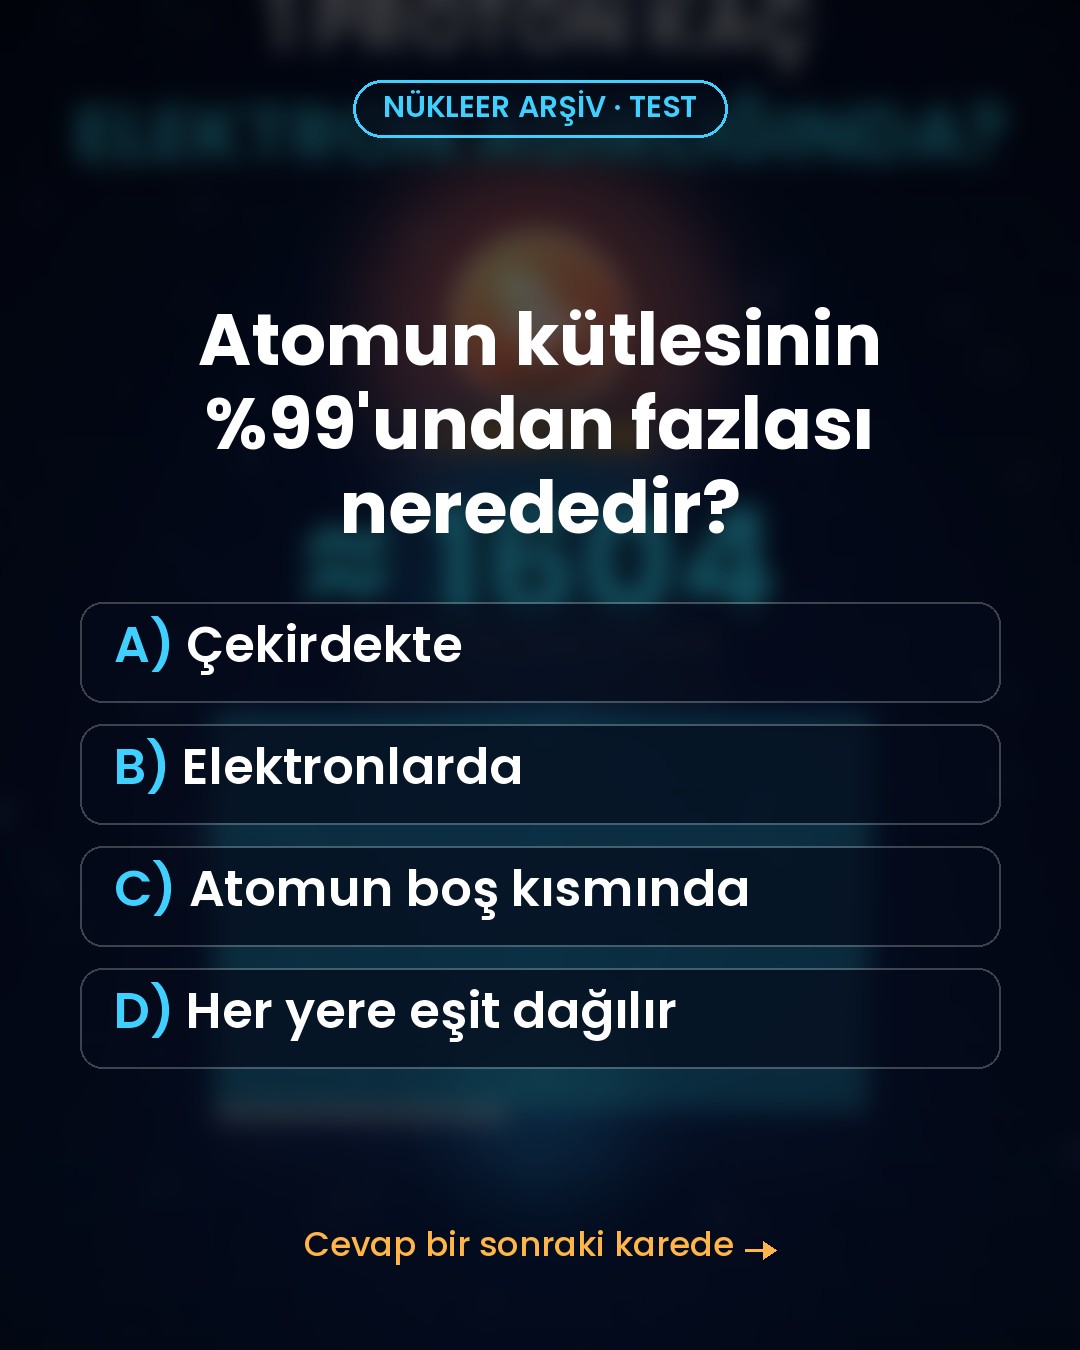 NÜKLEER ARŞİV · TEST
Atomun kütlesinin
%99'undan fazlası
nerededir?
A) Çekirdekte
B) Elektronlarda
C) Atomun boş kısmında
D) Her yere eşit dağılır
Cevap bir sonraki karede →